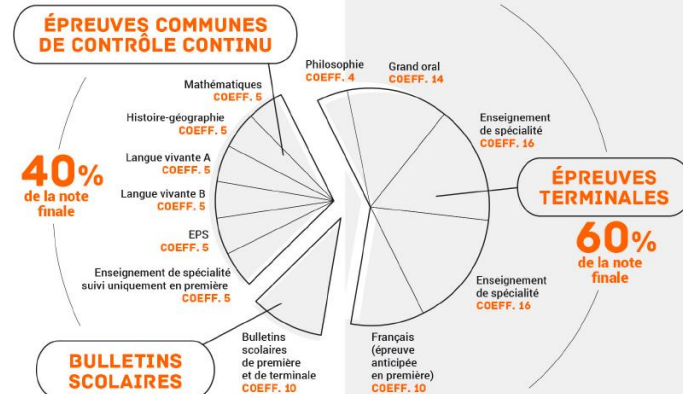 ÉPREUVES COMMUNES
DE CONTRÔLE CONTINU
Mathématiques
COEFF. 5
Histoire-géographie
COEFF. 5
Langue vivante A
COEFF. 5
Langue vivante B
COEFF. 5
EPS
COEFF. 5
Enseignement de spécialité
suivi uniquement en première
COEFF. 5
40%
de la note
finale
BULLETINS
SCOLAIRES
Bulletins
scolaires
de première
et de terminale
COEFF. 10
Philosophie
COEFF. 4
Grand oral
COEFF. 14
Enseignement
de spécialité
COEFF. 16
ÉPREUVES
TERMINALES
60%
de la note
finale
Enseignement
de spécialité
COEFF. 16
Français
(épreuve
anticipée
en première)
COEFF. 10